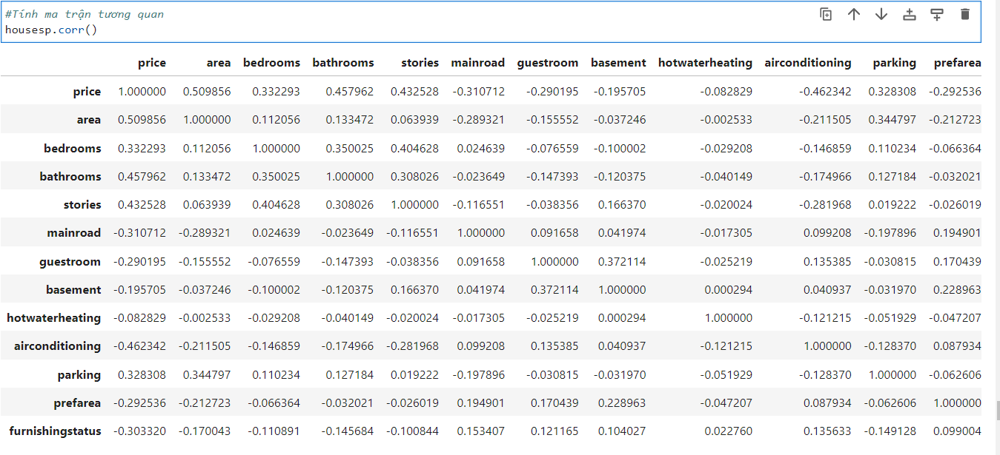 #Tính ma trận tương quan
housesp.corr()
price area bedrooms bathrooms stories mainroad guestroom basement hotwaterheating airconditioning parking prefarea
price 1.000000 0.509856 0.332293 0.457962 0.432528 -0.310712 -0.290195 -0.195705 -0.082829 -0.462342 0.328308 -0.292536
area 0.509856 1.000000 0.112056 0.133472 0.063939 -0.289321 -0.155552 -0.037246 -0.002533 -0.211505 0.344797 -0.212723
bedrooms 0.332293 0.112056 1.000000 0.350025 0.404628 0.024639 -0.076559 -0.100002 -0.029208 -0.146859 0.110234 -0.066364
bathrooms 0.457962 0.133472 0.350025 1.000000 0.308026 -0.023649 -0.147393 -0.120375 -0.040149 -0.174966 0.127184 -0.032021
stories 0.432528 0.063939 0.404628 0.308026 1.000000 -0.116551 -0.038356 0.166370 -0.020024 -0.281968 0.019222 -0.026019
mainroad -0.310712 -0.289321 0.024639 -0.023649 -0.116551 1.000000 0.091658 0.041974 -0.017305 0.099208 -0.197896 0.194901
guestroom -0.290195 -0.155552 -0.076559 -0.147393 -0.038356 0.091658 1.000000 0.372114 -0.025219 0.135385 -0.030815 0.170439
basement -0.195705 -0.037246 -0.100002 -0.120375 0.166370 0.041974 0.372114 1.000000 0.000294 0.040937 -0.031970 0.228963
hotwaterheating -0.082829 -0.002533 -0.029208 -0.040149 -0.020024 -0.017305 -0.025219 0.000294 1.000000 -0.121215 -0.051929 -0.047207
airconditioning -0.462342 -0.211505 -0.146859 -0.174966 -0.281968 0.099208 0.135385 0.040937 -0.121215 1.000000 -0.128370 0.087934
parking 0.328308 0.344797 0.110234 0.127184 0.019222 -0.197896 -0.030815 -0.031970 -0.051929 -0.128370 1.000000 -0.062606
prefarea -0.292536 -0.212723 -0.066364 -0.032021 -0.026019 0.194901 0.170439 0.228963 -0.047207 0.087934 -0.062606 1.000000
furnishingstatus -0.303320 -0.170043 -0.110891 -0.145684 -0.100844 0.153407 0.121165 0.104027 0.022760 0.135633 -0.149128 0.099004